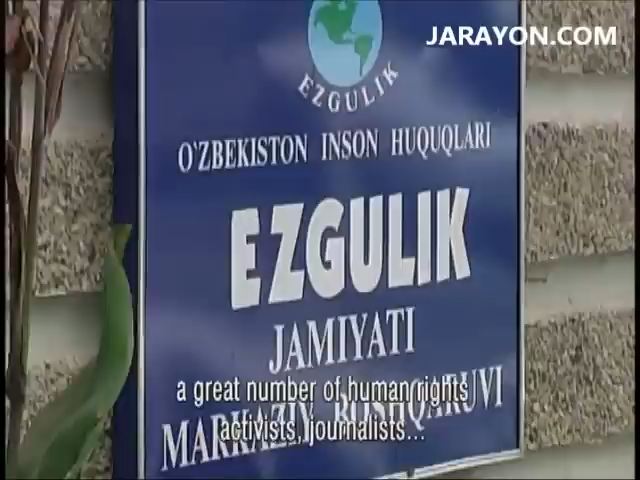 JARAYON.COM
EZGULIK
O'ZBEKISTON INSON HUQUQLARI
EZGULIK
JAMIYATI
MARKAZIY BOSHQARUVI
a great number of human rights
activists, journalists...